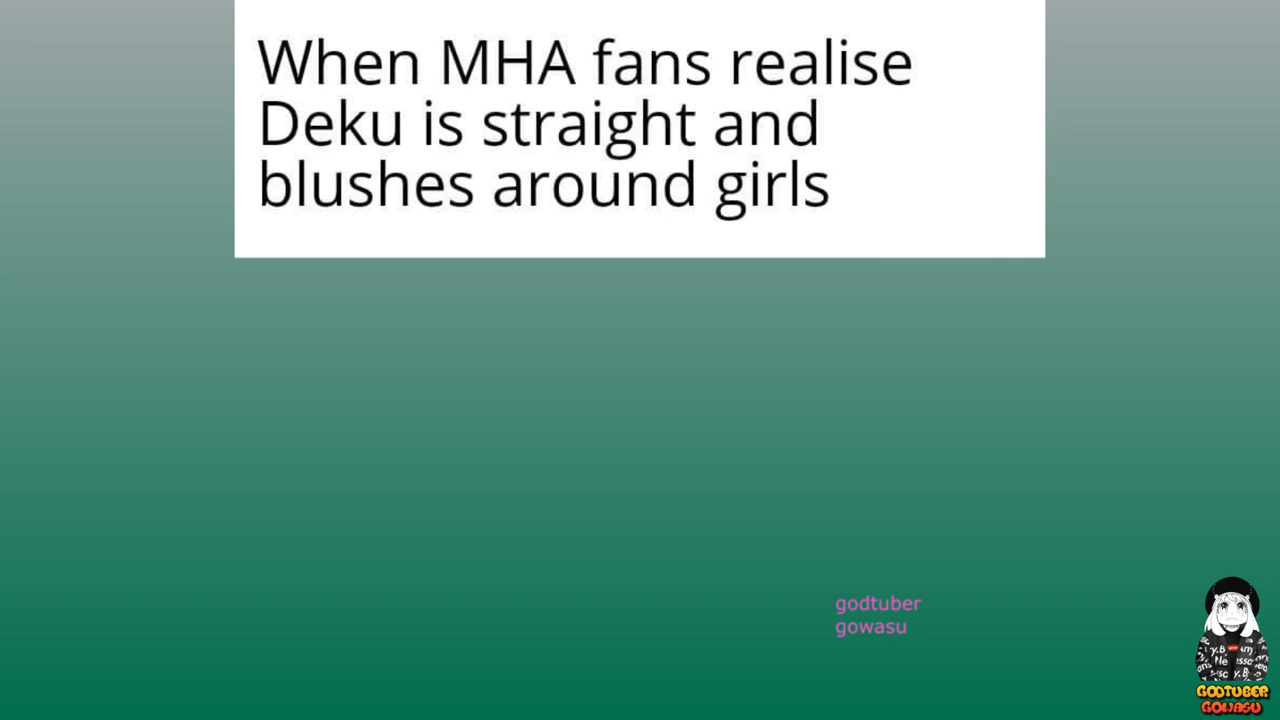 When MHA fans realise
Deku is straight and
blushes around girls
godtuber
gowasu
GODTUBER
GOWASU